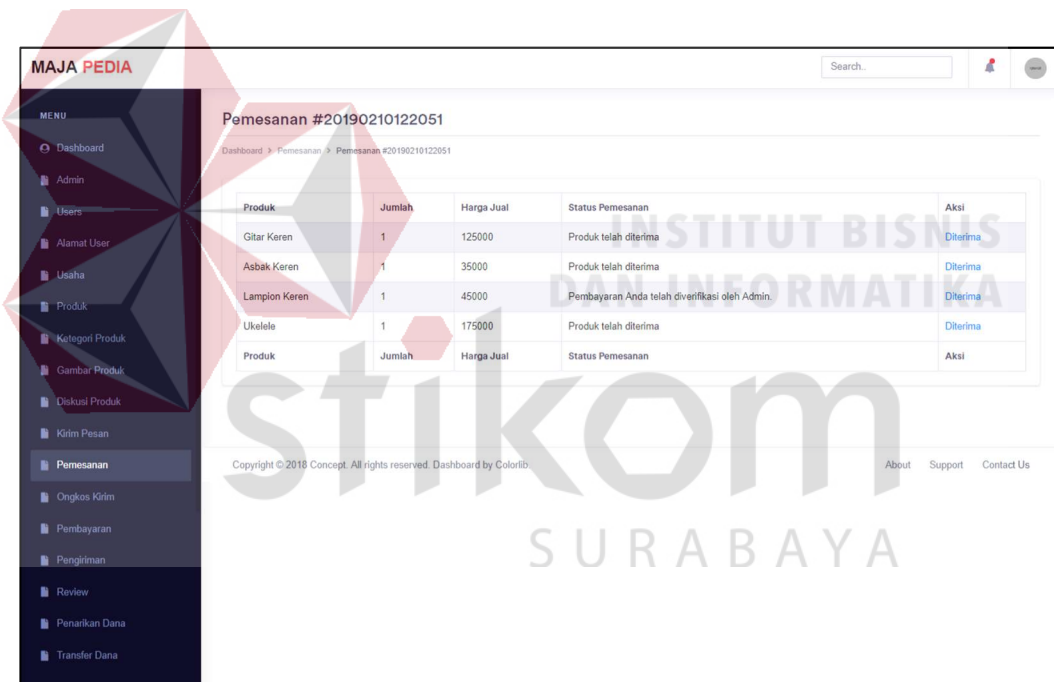 MAJA PEDIA
Search..
MENU
Dashboard
Admin
Users
Alamat User
Usaha
Produk
Kategori Produk
Gambar Produk
Diskusi Produk
Kirim Pesan
Pemesanan
Ongkos Kirim
Pembayaran
Pengiriman
Review
Penarikan Dana
Transfer Dana
Pemesanan #20190210122051
Dashboard > Pemesanan > Pemesanan #20190210122051
Produk Jumlah Harga Jual Status Pemesanan Aksi
Gitar Keren 1 125000 Produk telah diterima Diterima
Asbak Keren 1 35000 Produk telah diterima Diterima
Lampion Keren 1 45000 Pembayaran Anda telah diverifikasi oleh Admin. Diterima
Ukelele 1 175000 Produk telah diterima Diterima
Produk Jumlah Harga Jual Status Pemesanan Aksi
Copyright © 2018 Concept. All rights reserved. Dashboard by Colorlib.
About Support Contact Us
INSTITUT BISNIS
DAN INFORMATIKA
stikom
SURABAYA